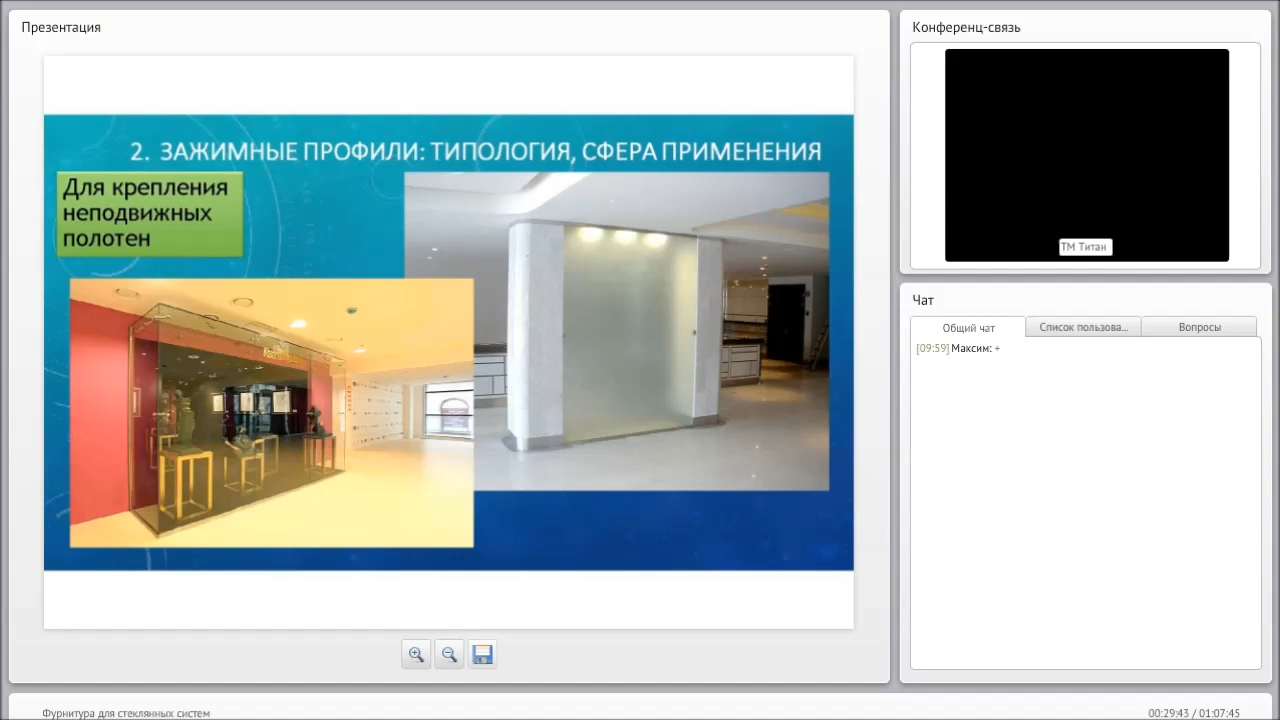 Презентация
2. ЗАЖИМНЫЕ ПРОФИЛИ: ТИПОЛОГИЯ, СФЕРА ПРИМЕНЕНИЯ
Для крепления
неподвижных
полотен
Конференц-связь
ТМ Титан
Чат
Общий чат
Список пользова...
Вопросы
[09:59] Максим: +
Фурнитура для стеклянных систем
00:29:43 / 01:07:45